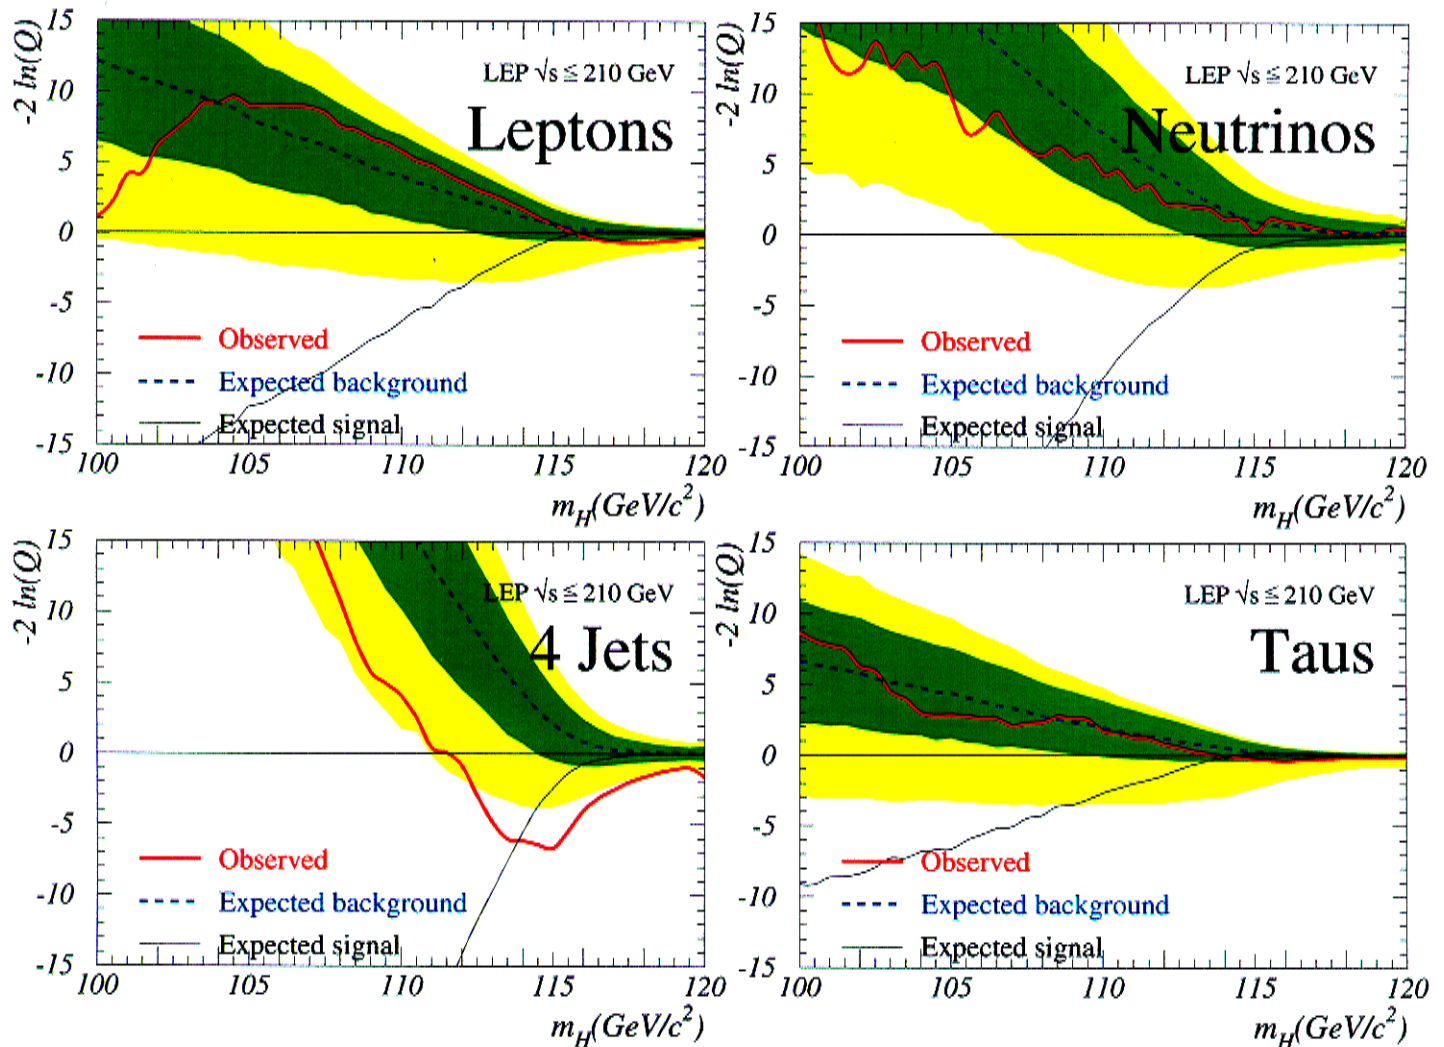 -2 ln(Q)
15
10
5
0
-5
-10
-15
LEP √s ≦ 210 GeV
Leptons
Observed
Expected background
Expected signal
100
105
110
115
120
m_H(GeV/c²)
-2 ln(Q)
15
10
5
0
-5
-10
-15
LEP √s ≦ 210 GeV
Neutrinos
Observed
Expected background
Expected signal
100
105
110
115
120
m_H(GeV/c²)
-2 ln(Q)
15
10
5
0
-5
-10
-15
LEP √s ≦ 210 GeV
4 Jets
Observed
Expected background
Expected signal
100
105
110
115
120
m_H(GeV/c²)
-2 ln(Q)
15
10
5
0
-5
-10
-15
LEP √s ≦ 210 GeV
Taus
Observed
Expected background
Expected signal
100
105
110
115
120
m_H(GeV/c²)